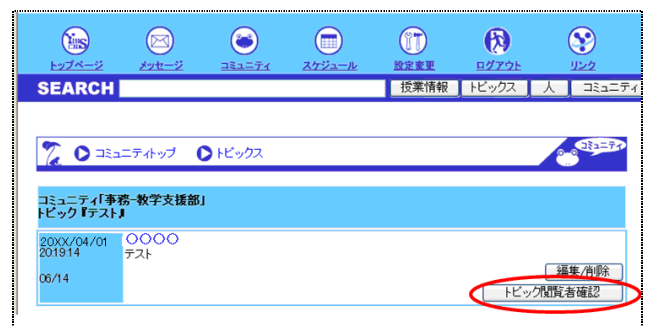 トップページ メッセージ コミュニティ スケジュール 設定変更 ログアウト リンク
SEARCH 授業情報 トピックス 人 コミュニティ
コミュニティトップ トピックス コミュニティ
コミュニティ「事務-教学支援部」
トピック『テスト』
20XX/04/01 ○○○○
20:19:14 テスト
06/14 編集/削除
トピック閲覧者確認